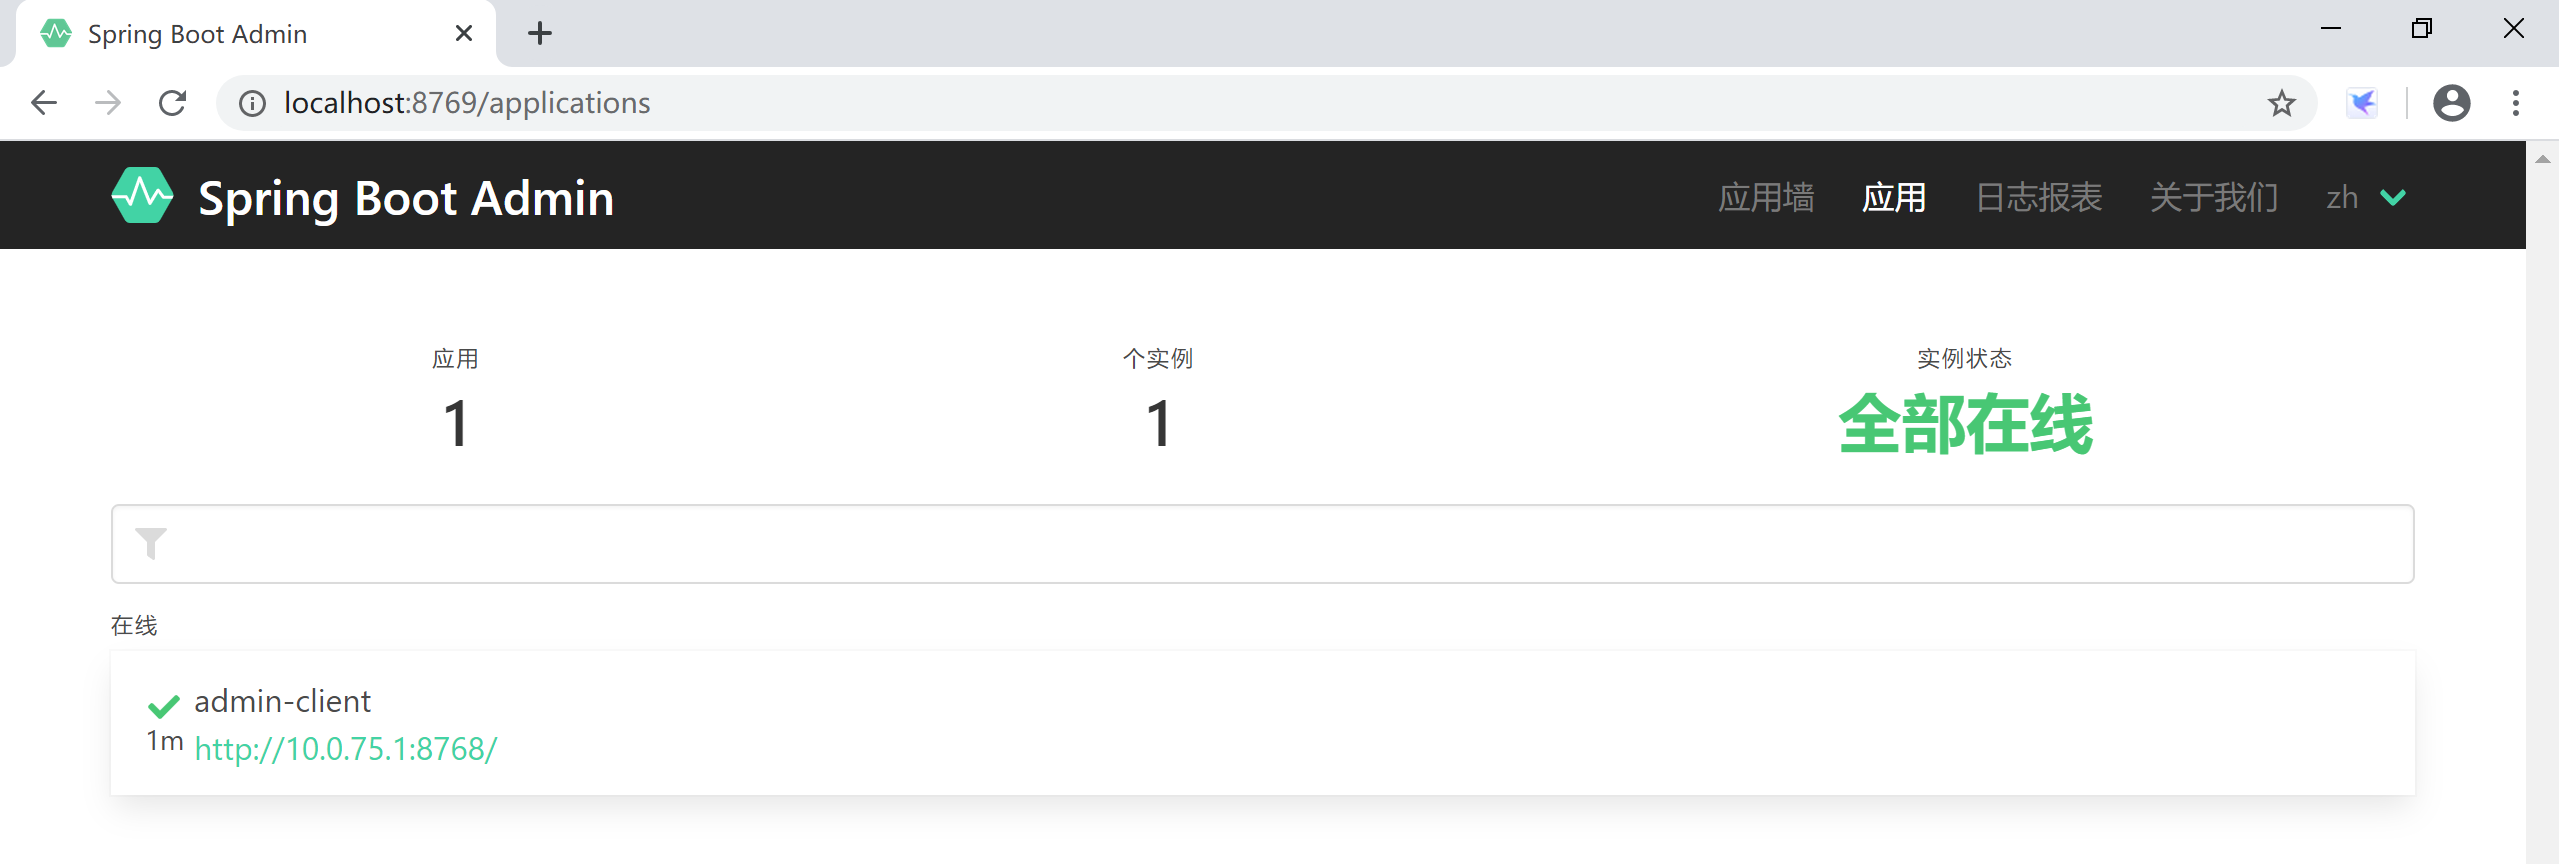 Spring Boot Admin
localhost:8769/applications
Spring Boot Admin 应用墙 应用 日志报表 关于我们 zh
应用 个实例 实例状态
1 1 全部在线
在线
admin-client
1m http://10.0.75.1:8768/